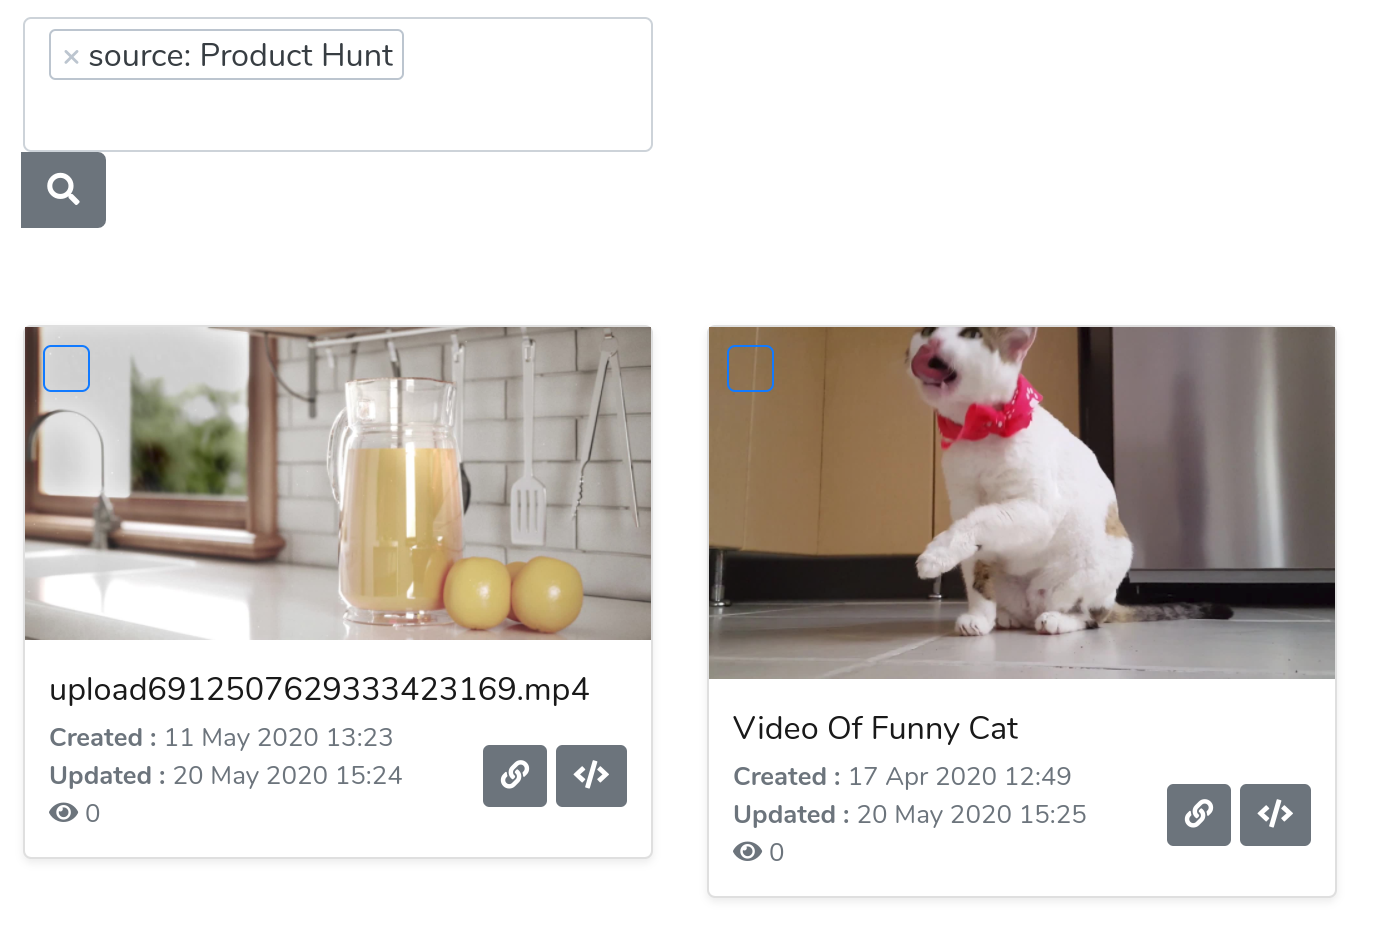 × source: Product Hunt
upload6912507629333423169.mp4
Created : 11 May 2020 13:23
Updated : 20 May 2020 15:24
0
Video Of Funny Cat
Created : 17 Apr 2020 12:49
Updated : 20 May 2020 15:25
0